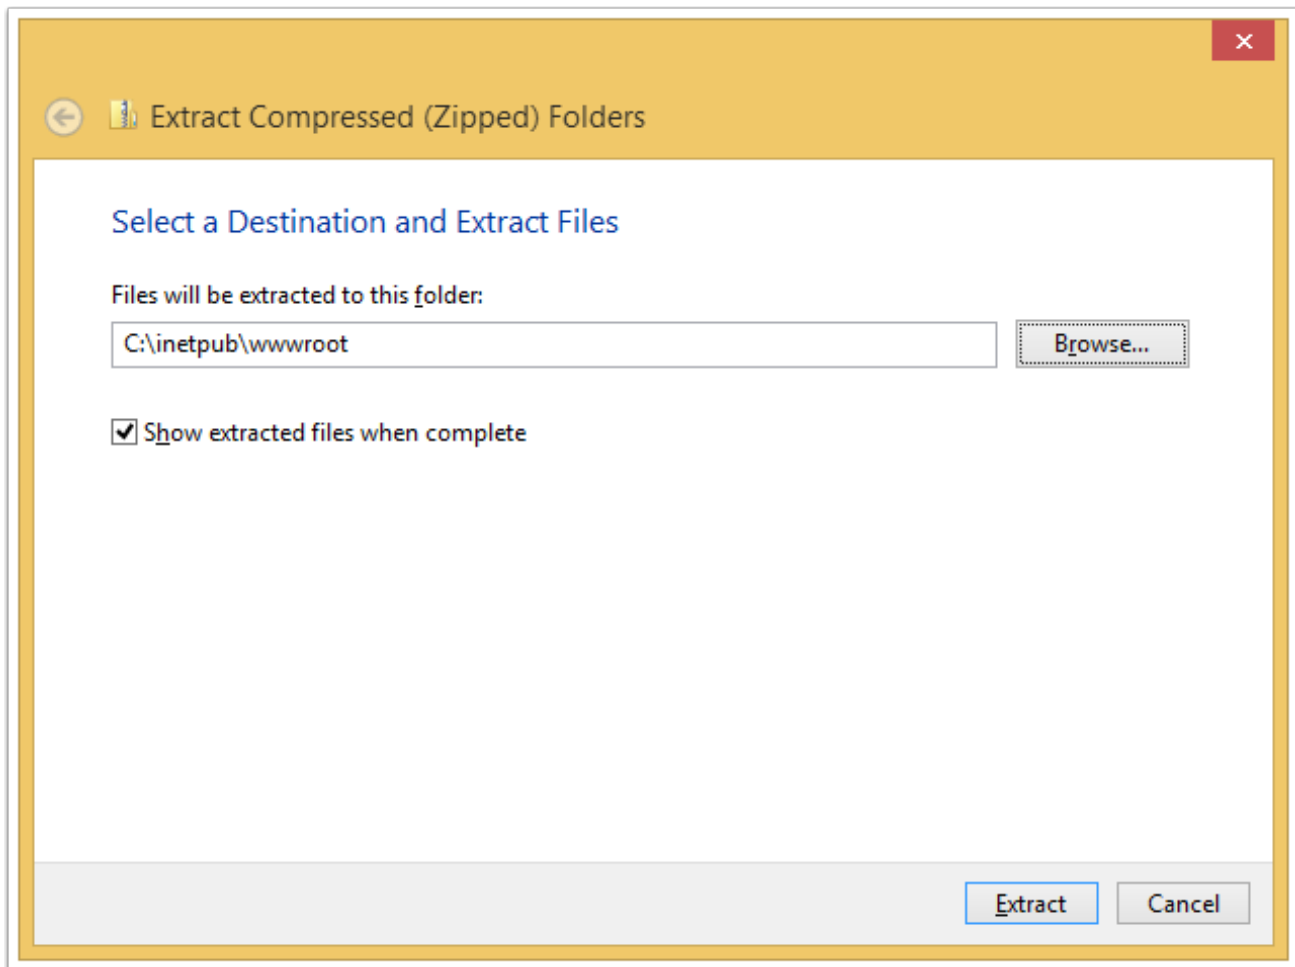 Extract Compressed (Zipped) Folders
Select a Destination and Extract Files
Files will be extracted to this folder:
C:\inetpub\wwwroot
Browse...
Show extracted files when complete
Extract
Cancel